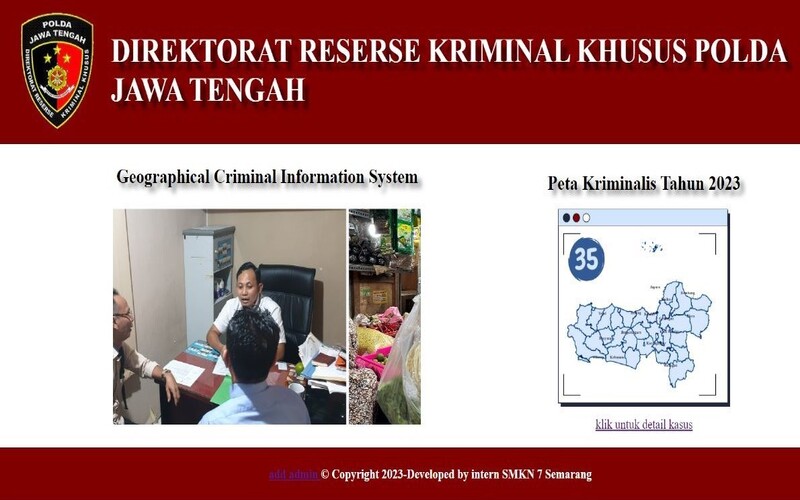 POLDA
JAWA TENGAH
DIREKTORAT RESERSE KRIMINAL KHUSUS
DIREKTORAT RESERSE KRIMINAL KHUSUS POLDA
JAWA TENGAH
Geographical Criminal Information System
Peta Kriminalis Tahun 2023
35
klik untuk detail kasus
add admin © Copyright 2023-Developed by intern SMKN 7 Semarang